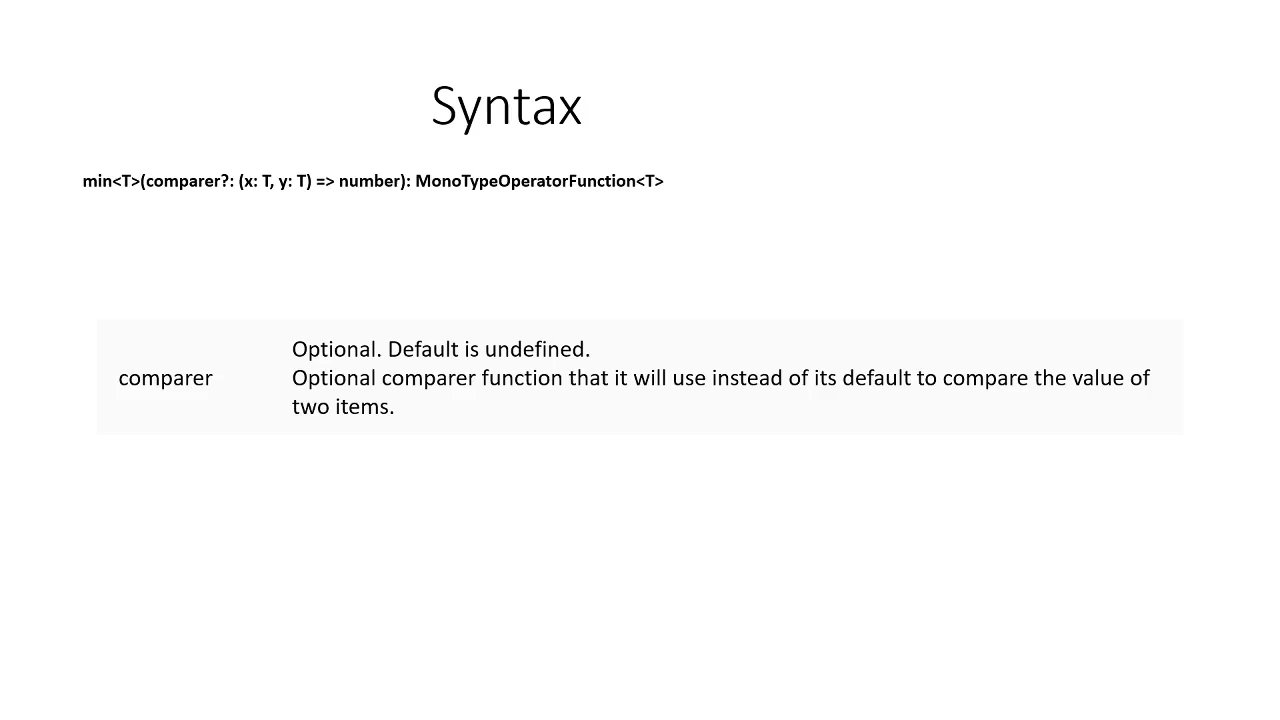 Syntax
min<T>(comparer?: (x: T, y: T) => number): MonoTypeOperatorFunction<T>
Optional. Default is undefined.
comparer
Optional comparer function that it will use instead of its default to compare the value of
two items.